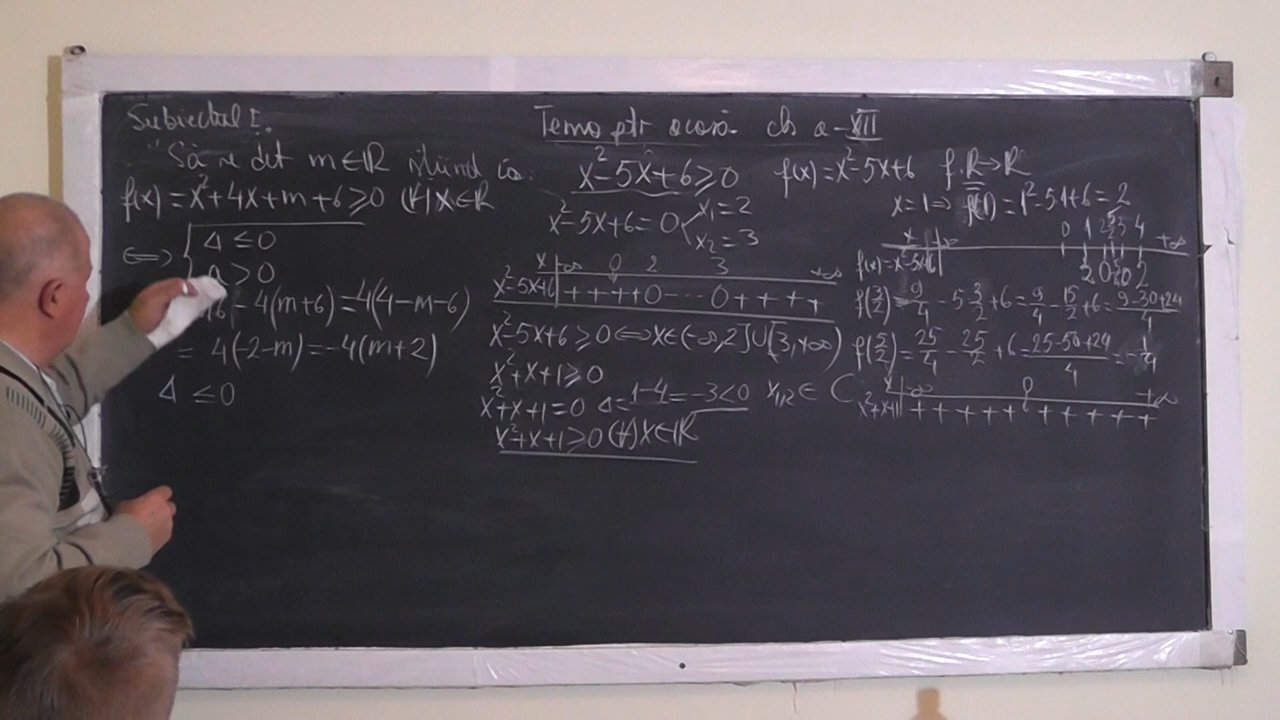 Subiectul I.
Să se det m∈ℝ știind că:
f(x)=x²+4x+m+6≥0 (∀)x∈ℝ
⟺ { Δ≤0
a>0
16-4(m+6)=4(4-m-6)
= 4(-2-m)=-4(m+2)
Δ ≤0
Tema ptr acasă cls a-XII
x²-5x+6≥0
x²-5x+6=0 x₁=2
x₂=3
x -∞ 0 2 3 +∞
x²-5x+6 ++++0---0++++
x²-5x+6≥0⟺x∈(-∞,2]∪[3,+∞)
x²+x+1≥0
x²+x+1=0 Δ=1-4=-3<0 x₁,₂∈ C
x²+x+1≥0(∀)x∈ℝ
f(x)=x²-5x+6 f:ℝ→ℝ
x=1⇒ f(1)=1²-5·1+6=2
x -∞ 0 1 2 3 4 +∞
f(x)=x²-5x+6 2 0 0 2
f(3/2)=9/4-5·3/2+6=9/4-15/2+6=(9-30+24)/4
f(5/2)=25/4-25/2+6=(25-50+24)/4=-1/4
x -∞ 0 +∞
x²+x+1 +++++ ++++++